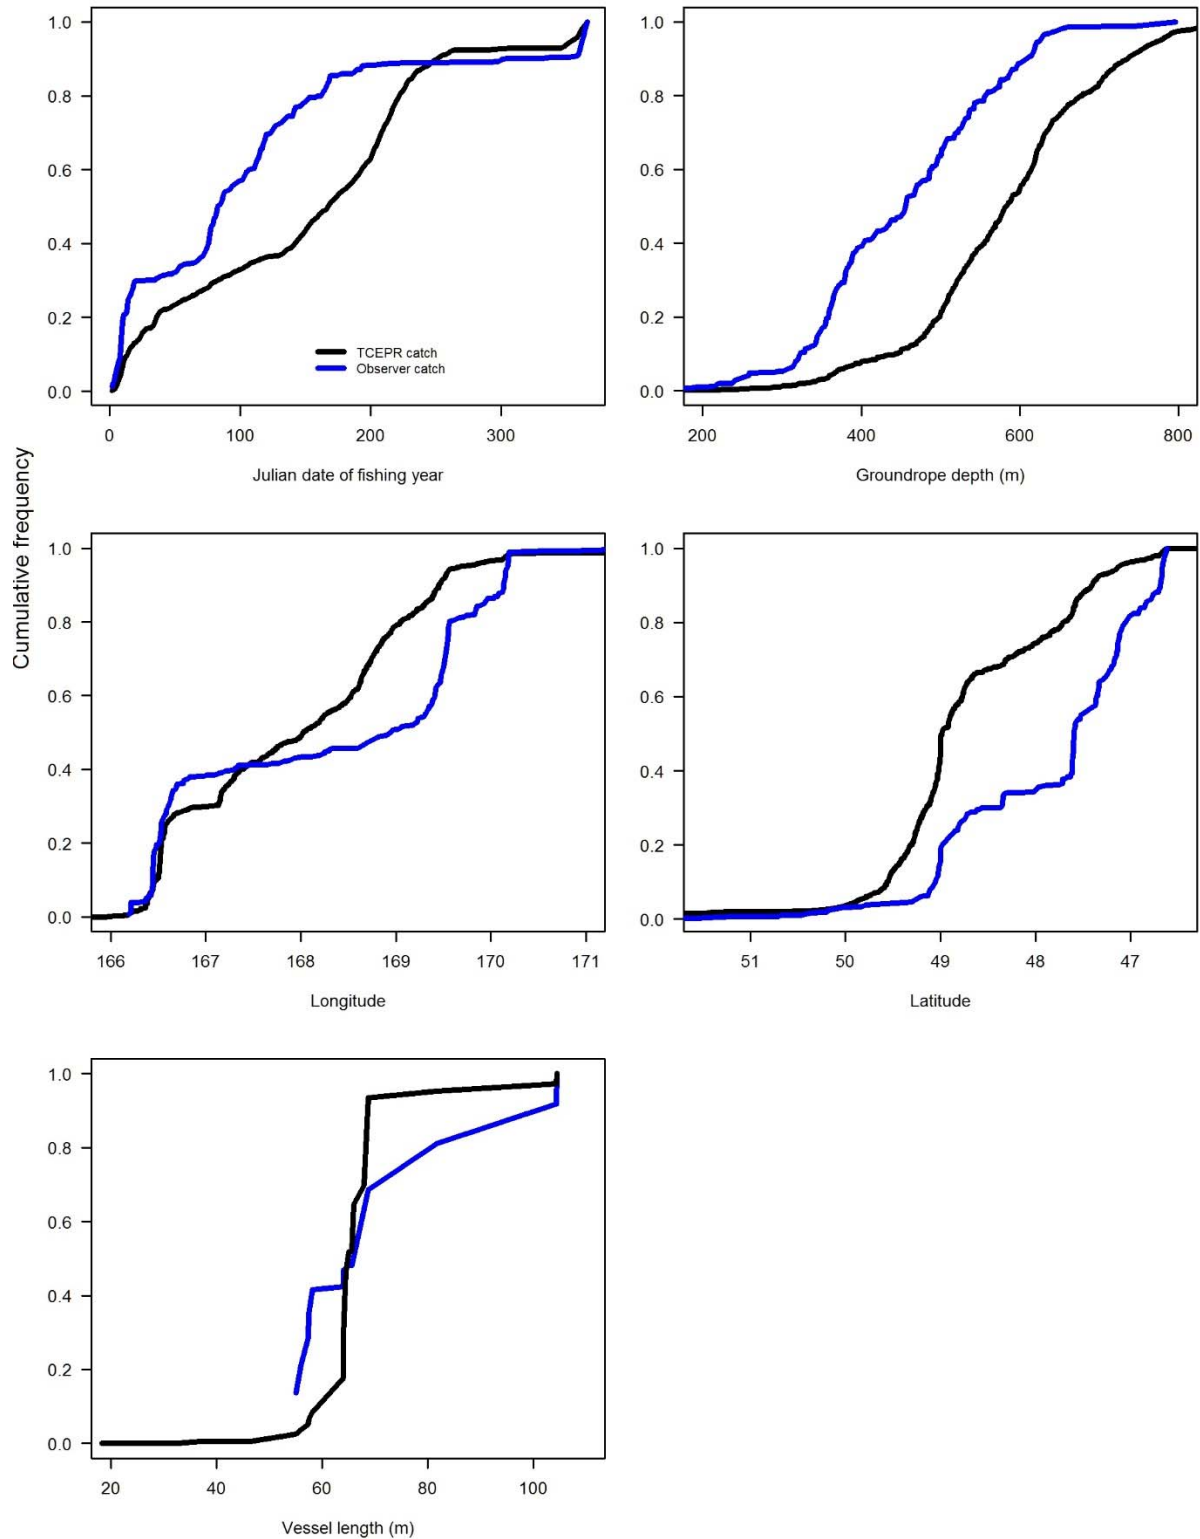 Cumulative frequency
1.0
0.8
0.6
0.4
0.2
0.0
TCEPR catch
Observer catch
0 100 200 300
Julian date of fishing year
1.0
0.8
0.6
0.4
0.2
0.0
200 400 600 800
Groundrope depth (m)
1.0
0.8
0.6
0.4
0.2
0.0
166 167 168 169 170 171
Longitude
1.0
0.8
0.6
0.4
0.2
0.0
51 50 49 48 47
Latitude
1.0
0.8
0.6
0.4
0.2
0.0
20 40 60 80 100
Vessel length (m)